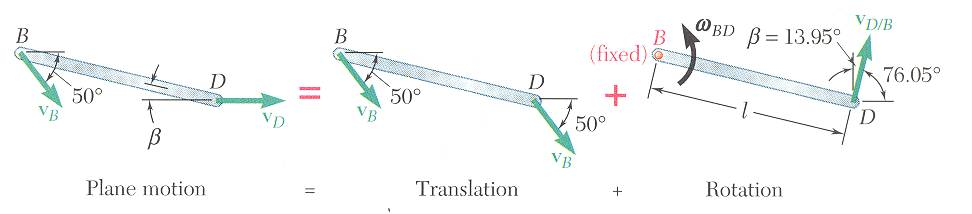 B
50°
v_B
D
v_D
β
=
B
50°
v_B
D
50°
v_B
+
B
(fixed)
ω_BD
β = 13.95°
v_D/B
76.05°
D
l
Plane motion = Translation + Rotation